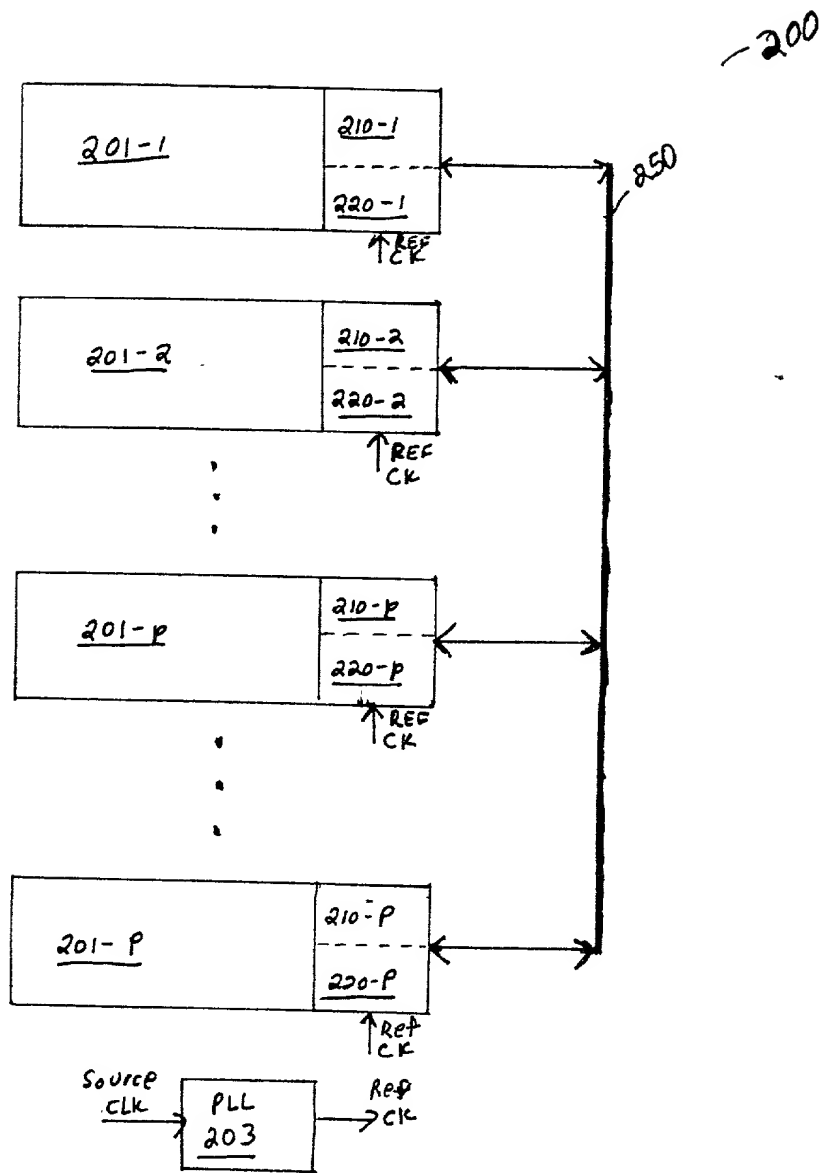 200
201-1
210-1
220-1
250
REF
CK
201-2
210-2
220-2
REF
CK
201-p
210-p
220-p
REF
CK
201-P
210-P
220-P
Ref
CK
Source
CLK
PLL
203
Ref
CK